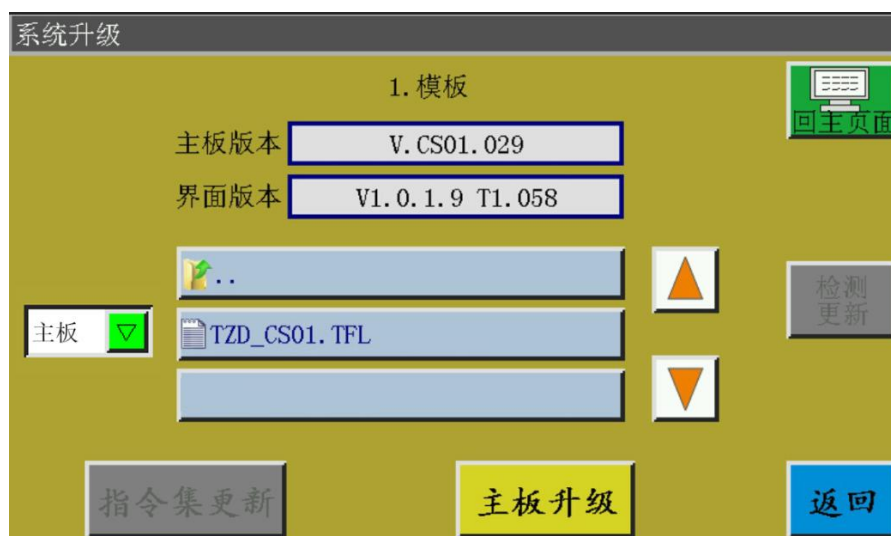 系统升级
1.模板
回主页面
主板版本 V.CS01.029
界面版本 V1.0.1.9 T1.058
..
检测
更新
主板
TZD_CS01.TFL
指令集更新
主板升级
返回